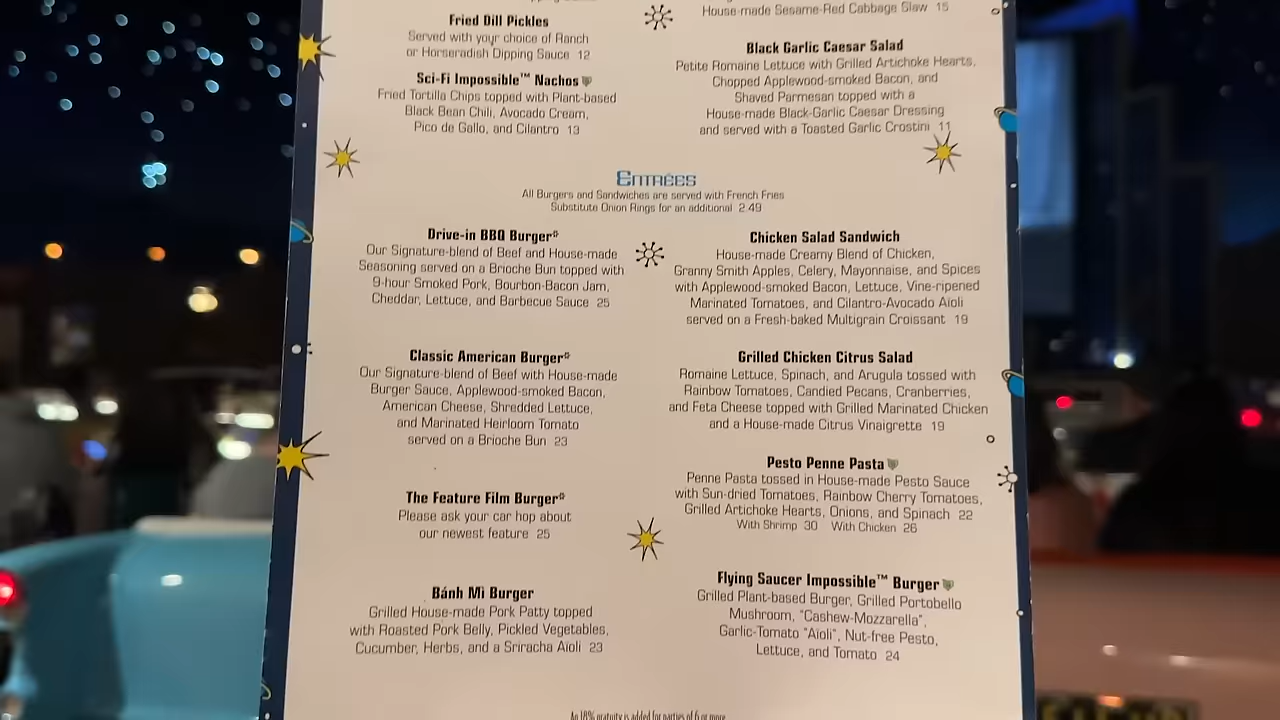 Fried Dill Pickles
Served with your choice of Ranch
or Horseradish Dipping Sauce 12
Sci-Fi Impossible™ Nachos
Fried Tortilla Chips topped with Plant-based
Black Bean Chili, Avocado Cream,
Pico de Gallo, and Cilantro 13
House-made Sesame-Red Cabbage Slaw 15
Black Garlic Caesar Salad
Petite Romaine Lettuce with Grilled Artichoke Hearts,
Chopped Applewood-smoked Bacon, and
Shaved Parmesan topped with a
House-made Black-Garlic Caesar Dressing
and served with a Toasted Garlic Crostini 11
Entrées
All Burgers and Sandwiches are served with French Fries
Substitute Onion Rings for an additional 2.49
Drive-in BBQ Burger*
Our Signature-blend of Beef and House-made
Seasoning served on a Brioche Bun topped with
9-hour Smoked Pork, Bourbon-Bacon Jam,
Cheddar, Lettuce, and Barbecue Sauce 25
Classic American Burger*
Our Signature-blend of Beef with House-made
Burger Sauce, Applewood-smoked Bacon,
American Cheese, Shredded Lettuce,
and Marinated Heirloom Tomato
served on a Brioche Bun 23
The Feature Film Burger*
Please ask your car hop about
our newest feature 25
Bánh Mì Burger
Grilled House-made Pork Patty topped
with Roasted Pork Belly, Pickled Vegetables,
Cucumber, Herbs, and a Sriracha Aïoli 23
Chicken Salad Sandwich
House-made Creamy Blend of Chicken,
Granny Smith Apples, Celery, Mayonnaise, and Spices
with Applewood-smoked Bacon, Lettuce, Vine-ripened
Marinated Tomatoes, and Cilantro-Avocado Aïoli
served on a Fresh-baked Multigrain Croissant 19
Grilled Chicken Citrus Salad
Romaine Lettuce, Spinach, and Arugula tossed with
Rainbow Tomatoes, Candied Pecans, Cranberries,
and Feta Cheese topped with Grilled Marinated Chicken
and a House-made Citrus Vinaigrette 19
Pesto Penne Pasta
Penne Pasta tossed in House-made Pesto Sauce
with Sun-dried Tomatoes, Rainbow Cherry Tomatoes,
Grilled Artichoke Hearts, Onions, and Spinach 22
With Shrimp 30 With Chicken 26
Flying Saucer Impossible™ Burger
Grilled Plant-based Burger, Grilled Portobello
Mushroom, "Cashew-Mozzarella",
Garlic-Tomato "Aïoli", Nut-free Pesto,
Lettuce, and Tomato 24
An 18% gratuity is added for parties of 6 or more